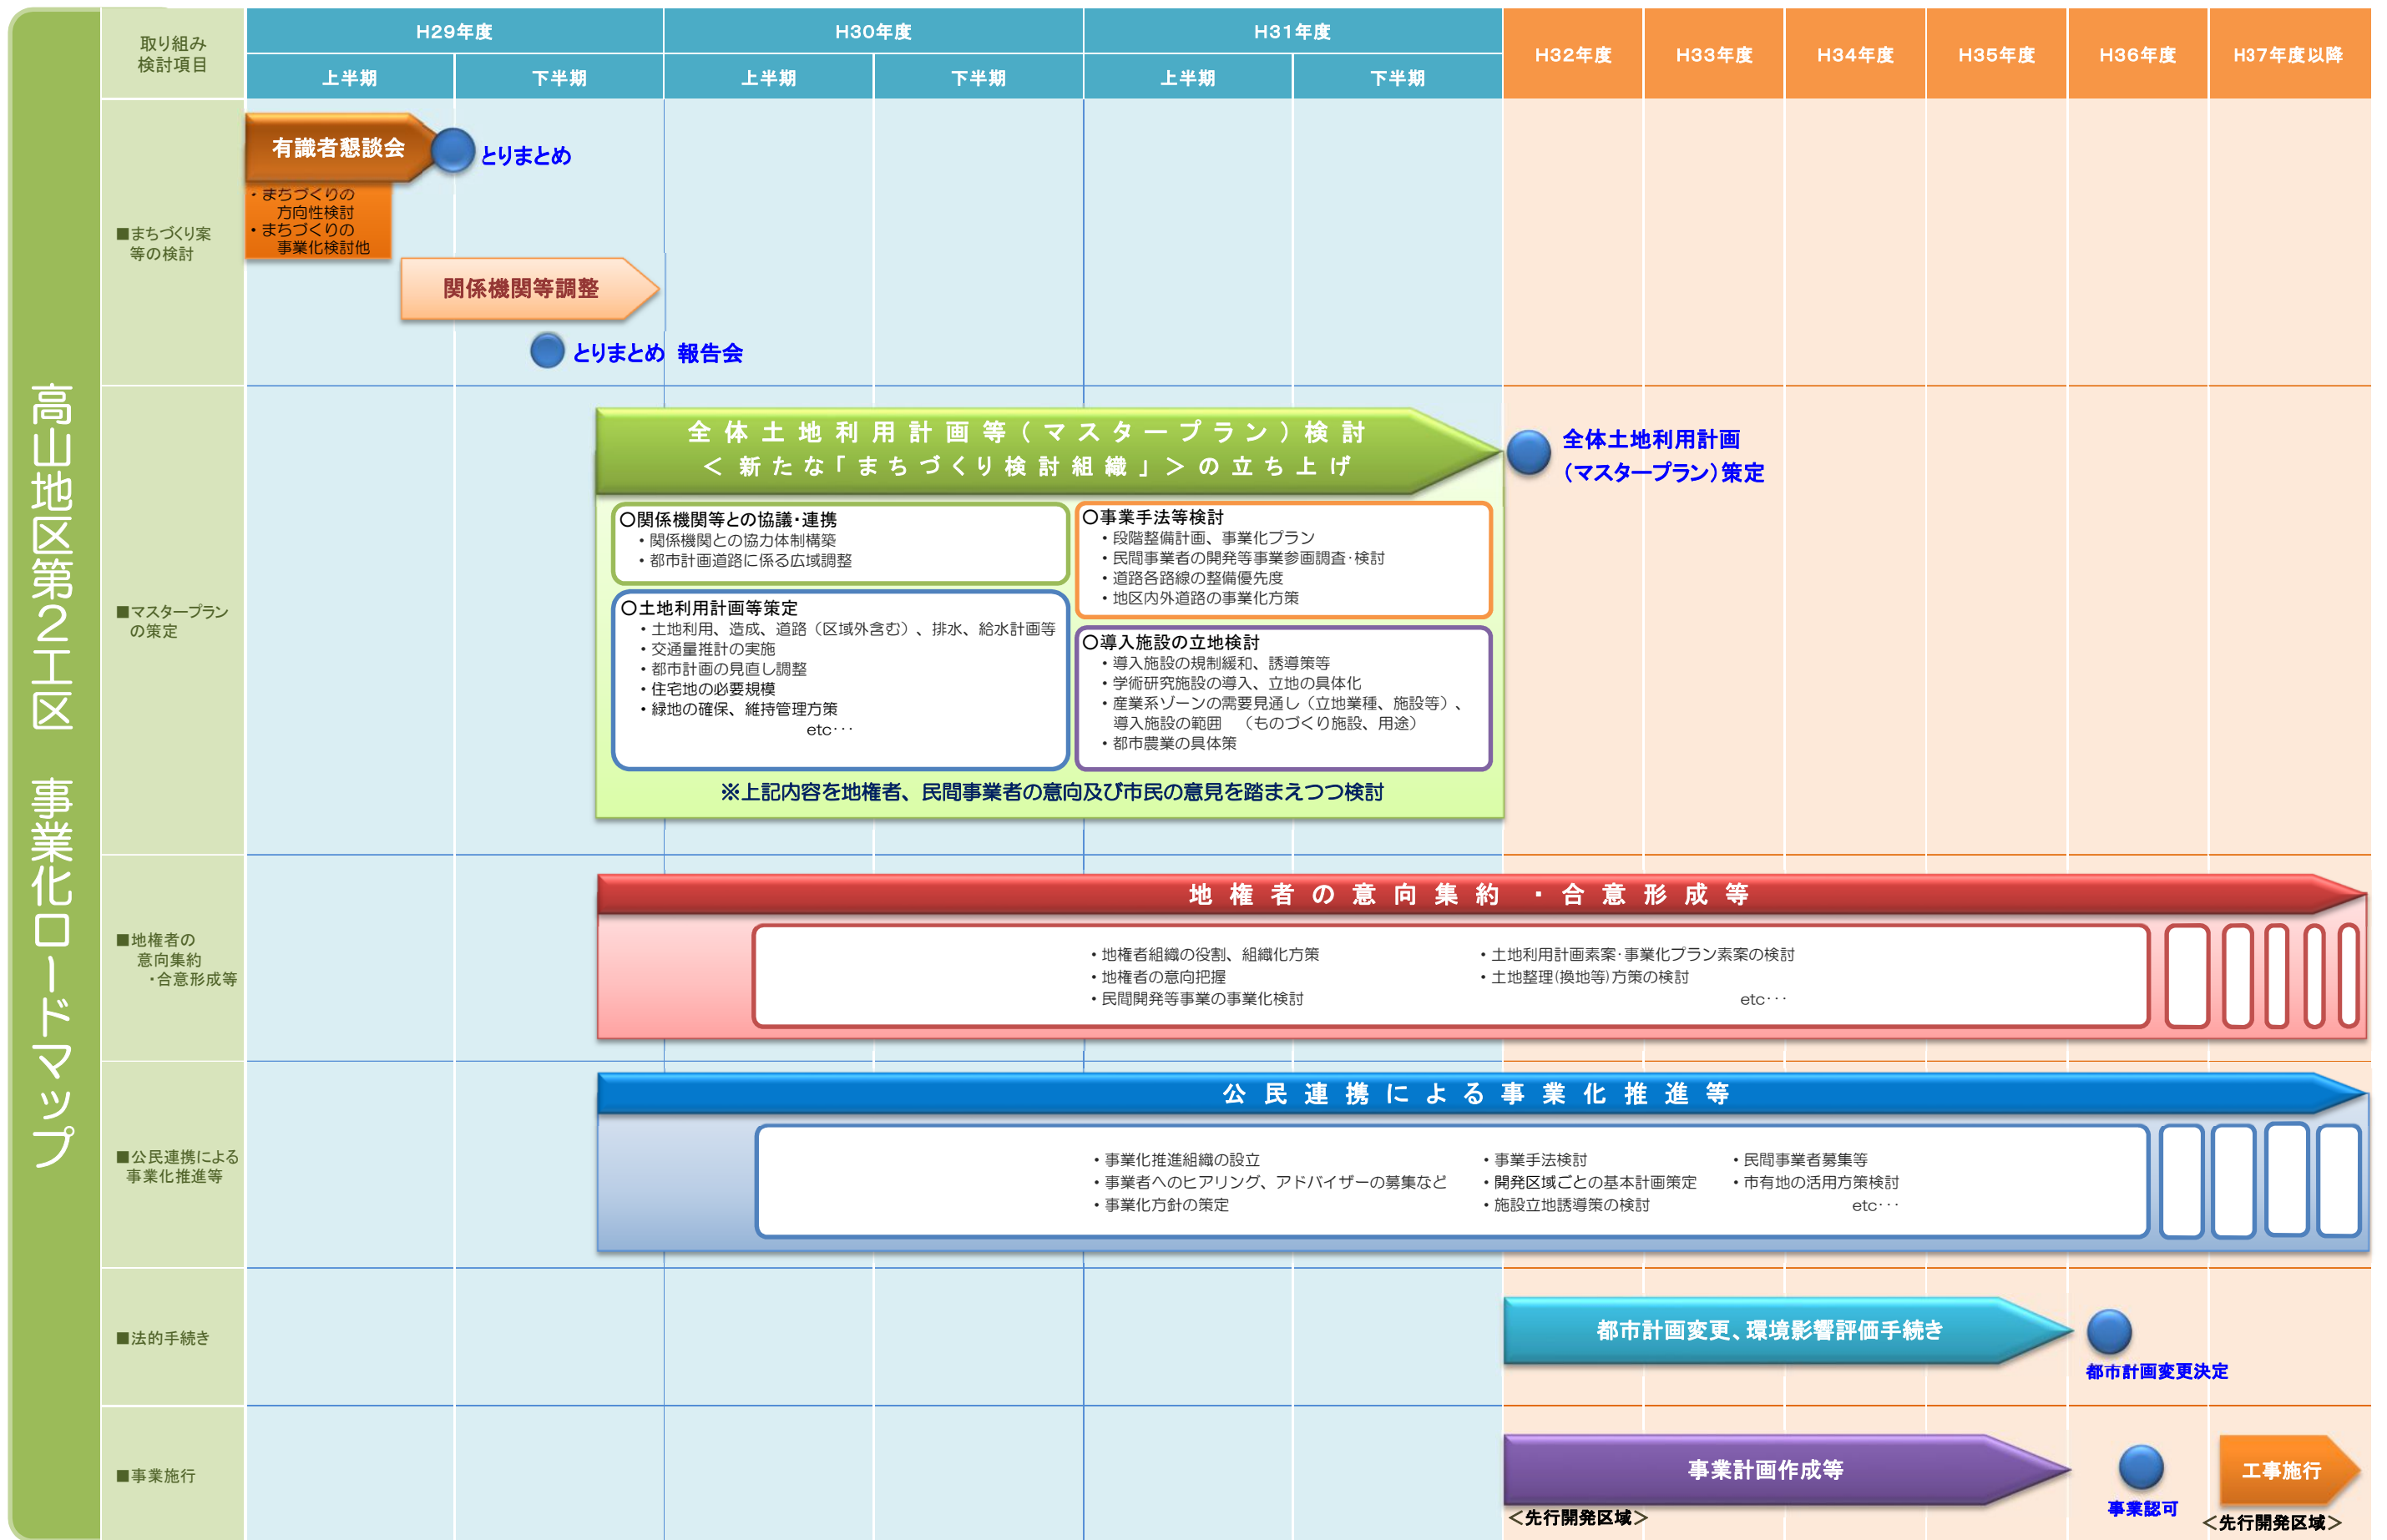 高山地区第2工区　事業化ロードマップ
取り組み
検討項目
H29年度
H30年度
H31年度
上半期
下半期
上半期
下半期
上半期
下半期
H32年度
H33年度
H34年度
H35年度
H36年度
H37年度以降
■まちづくり案
等の検討
有識者懇談会
とりまとめ
・まちづくりの
方向性検討
・まちづくりの
事業化検討他
関係機関等調整
とりまとめ 報告会
■マスタープラン
の策定
全体土地利用計画等(マスタープラン)検討
＜新たな「まちづくり検討組織」＞の立ち上げ
全体土地利用計画
(マスタープラン)策定
○関係機関等との協議･連携
・関係機関との協力体制構築
・都市計画道路に係る広域調整
○土地利用計画等策定
・土地利用、造成、道路（区域外含む）、排水、給水計画等
・交通量推計の実施
・都市計画の見直し調整
・住宅地の必要規模
・緑地の確保、維持管理方策
etc･･･
○事業手法等検討
・段階整備計画、事業化プラン
・民間事業者の開発等事業参画調査･検討
・道路各路線の整備優先度
・地区内外道路の事業化方策
○導入施設の立地検討
・導入施設の規制緩和、誘導策等
・学術研究施設の導入、立地の具体化
・産業系ゾーンの需要見通し（立地業種、施設等）、
導入施設の範囲　（ものづくり施設、用途）
・都市農業の具体策
※上記内容を地権者、民間事業者の意向及び市民の意見を踏まえつつ検討
■地権者の
意向集約
・合意形成等
地権者の意向集約 ・合意形成等
・地権者組織の役割、組織化方策
・地権者の意向把握
・民間開発等事業の事業化検討
・土地利用計画素案･事業化プラン素案の検討
・土地整理(換地等)方策の検討
etc･･･
■公民連携による
事業化推進等
公民連携による事業化推進等
・事業化推進組織の設立
・事業者へのヒアリング、アドバイザーの募集など
・事業化方針の策定
・事業手法検討
・開発区域ごとの基本計画策定
・施設立地誘導策の検討
・民間事業者募集等
・市有地の活用方策検討
etc･･･
■法的手続き
都市計画変更、環境影響評価手続き
都市計画変更決定
■事業施行
事業計画作成等
＜先行開発区域＞
事業認可
工事施行
＜先行開発区域＞